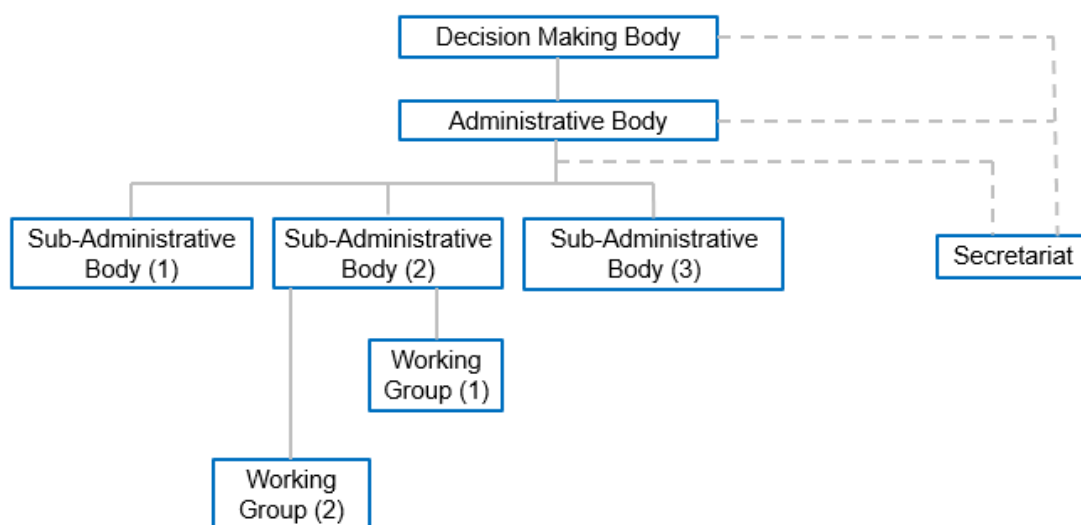 Decision Making Body
Administrative Body
Sub-Administrative
Body (1)
Sub-Administrative
Body (2)
Sub-Administrative
Body (3)
Secretariat
Working
Group (1)
Working
Group (2)